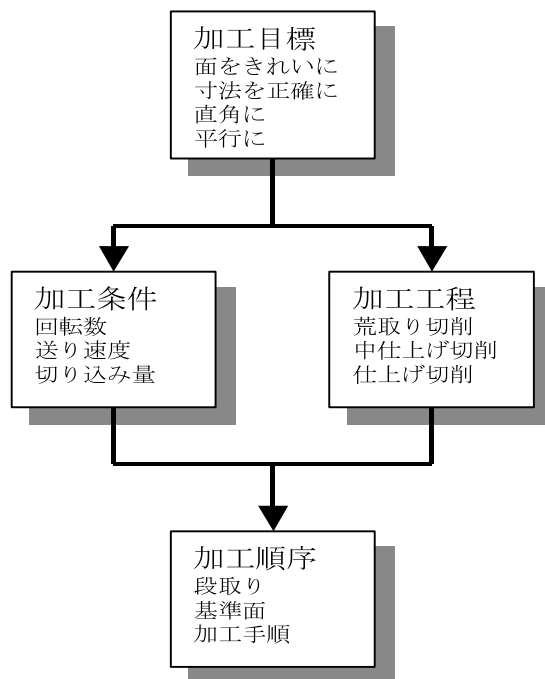 加工目標
面をきれいに
寸法を正確に
直角に
平行に
加工条件
回転数
送り速度
切り込み量
加工工程
荒取り切削
中仕上げ切削
仕上げ切削
加工順序
段取り
基準面
加工手順